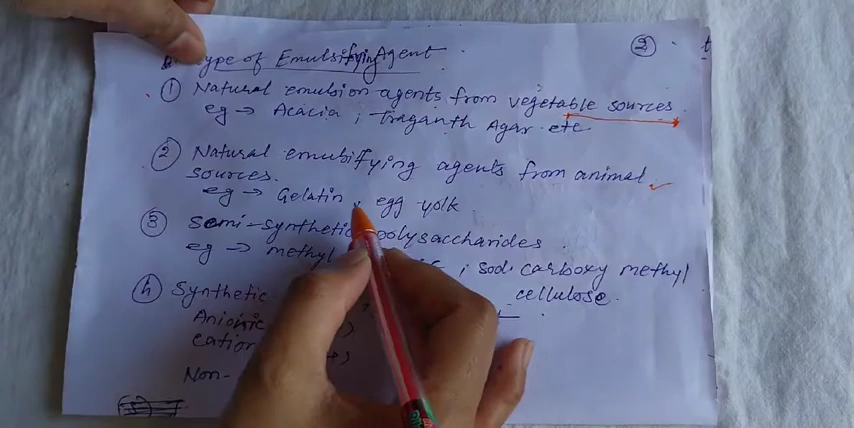 Type of Emulsifying Agent
2
t
1 Natural emulsion agents from vegetable sources.
eg → Acacia ; Traganth Agar etc
2 Natural emulsifying agents from animal
sources.
eg → Gelatin, egg yolk
3 Semi-synthetic polysaccharides.
eg → methyl ; Sod. carboxy methyl
cellulose.
4 Synthetic
Anionic
cation
Non-